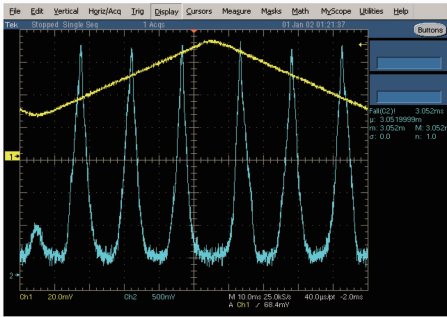 File Edit Vertical Horiz/Acq Trig Display Cursors Measure Masks Math MyScope Utilities Help
Tek Stopped Single Seq 1 Acqs 01 Jan 02 01:21:37 Buttons
Fall(C2) 3.052ms
μ: 3.0519999m
m: 3.052m M: 3.052m
σ: 0.0 n: 1.0
1
2
Ch1 20.0mV Ch2 500mV M 10.0ms 25.0kS/s 40.0μs/pt -2.0ms
A Ch1 / 68.4mV